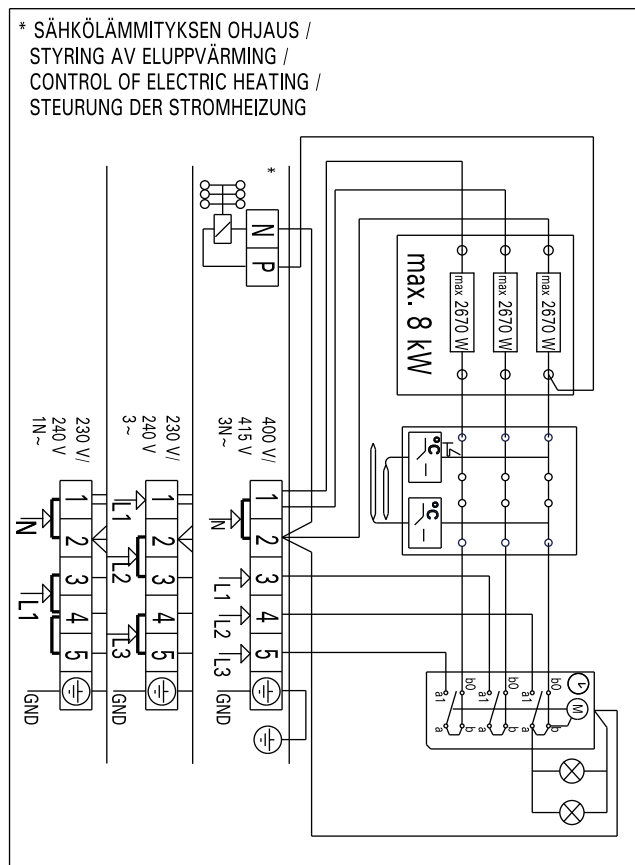 * SÄHKÖLÄMMITYKSEN OHJAUS /
STYRING AV ELUPPVÄRMING /
CONTROL OF ELECTRIC HEATING /
STEURUNG DER STROMHEIZUNG
*
N
P
max. 8 kW
max 2670 W
max 2670 W
max 2670 W
°C
°C
230 V/
240 V
1N~
1
2
3
4
5
N
L1
GND
230 V/
240 V
3~
1
2
3
4
5
L1
L2
L3
GND
400 V/
415 V
3N~
1
2
3
4
5
N
L1
L2
L3
GND
b0
a1
b
a
b0
a1
b
a
b0
a1
b
a
M
1